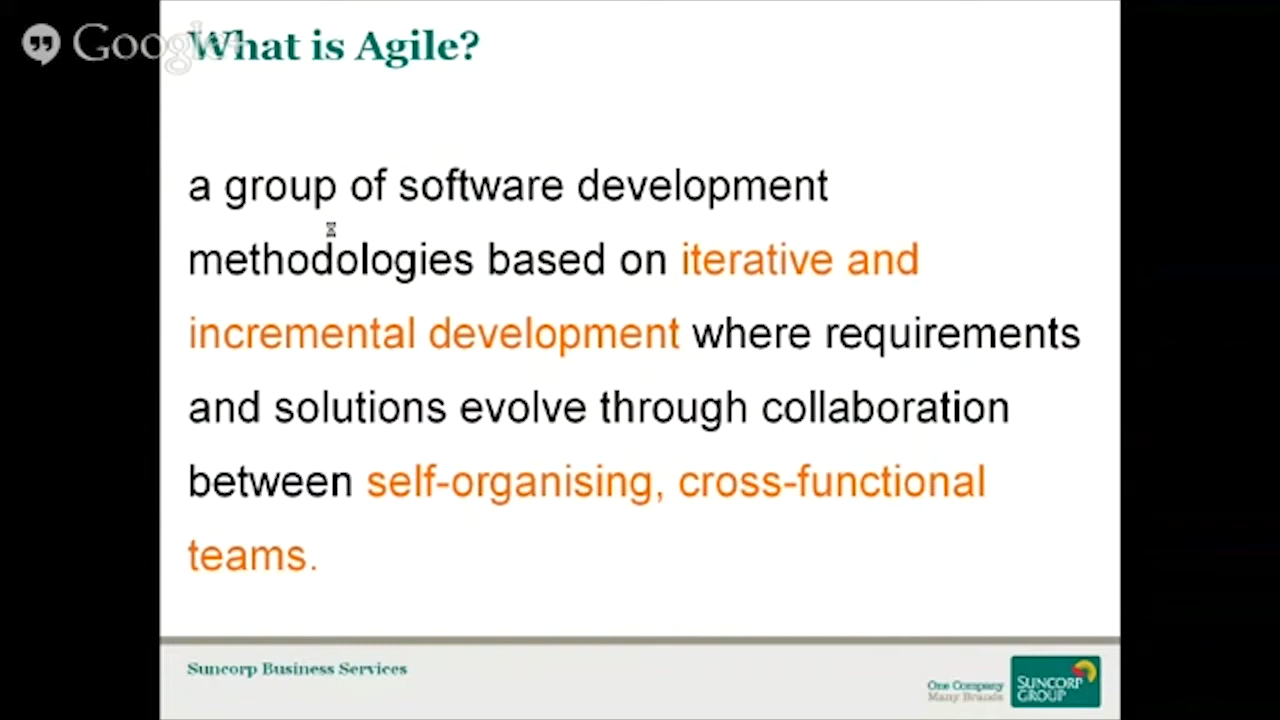 Google+
What is Agile?
a group of software development
methodologies based on iterative and
incremental development where requirements
and solutions evolve through collaboration
between self-organising, cross-functional
teams.
Suncorp Business Services
One Company
Many Brands
SUNCORP
GROUP